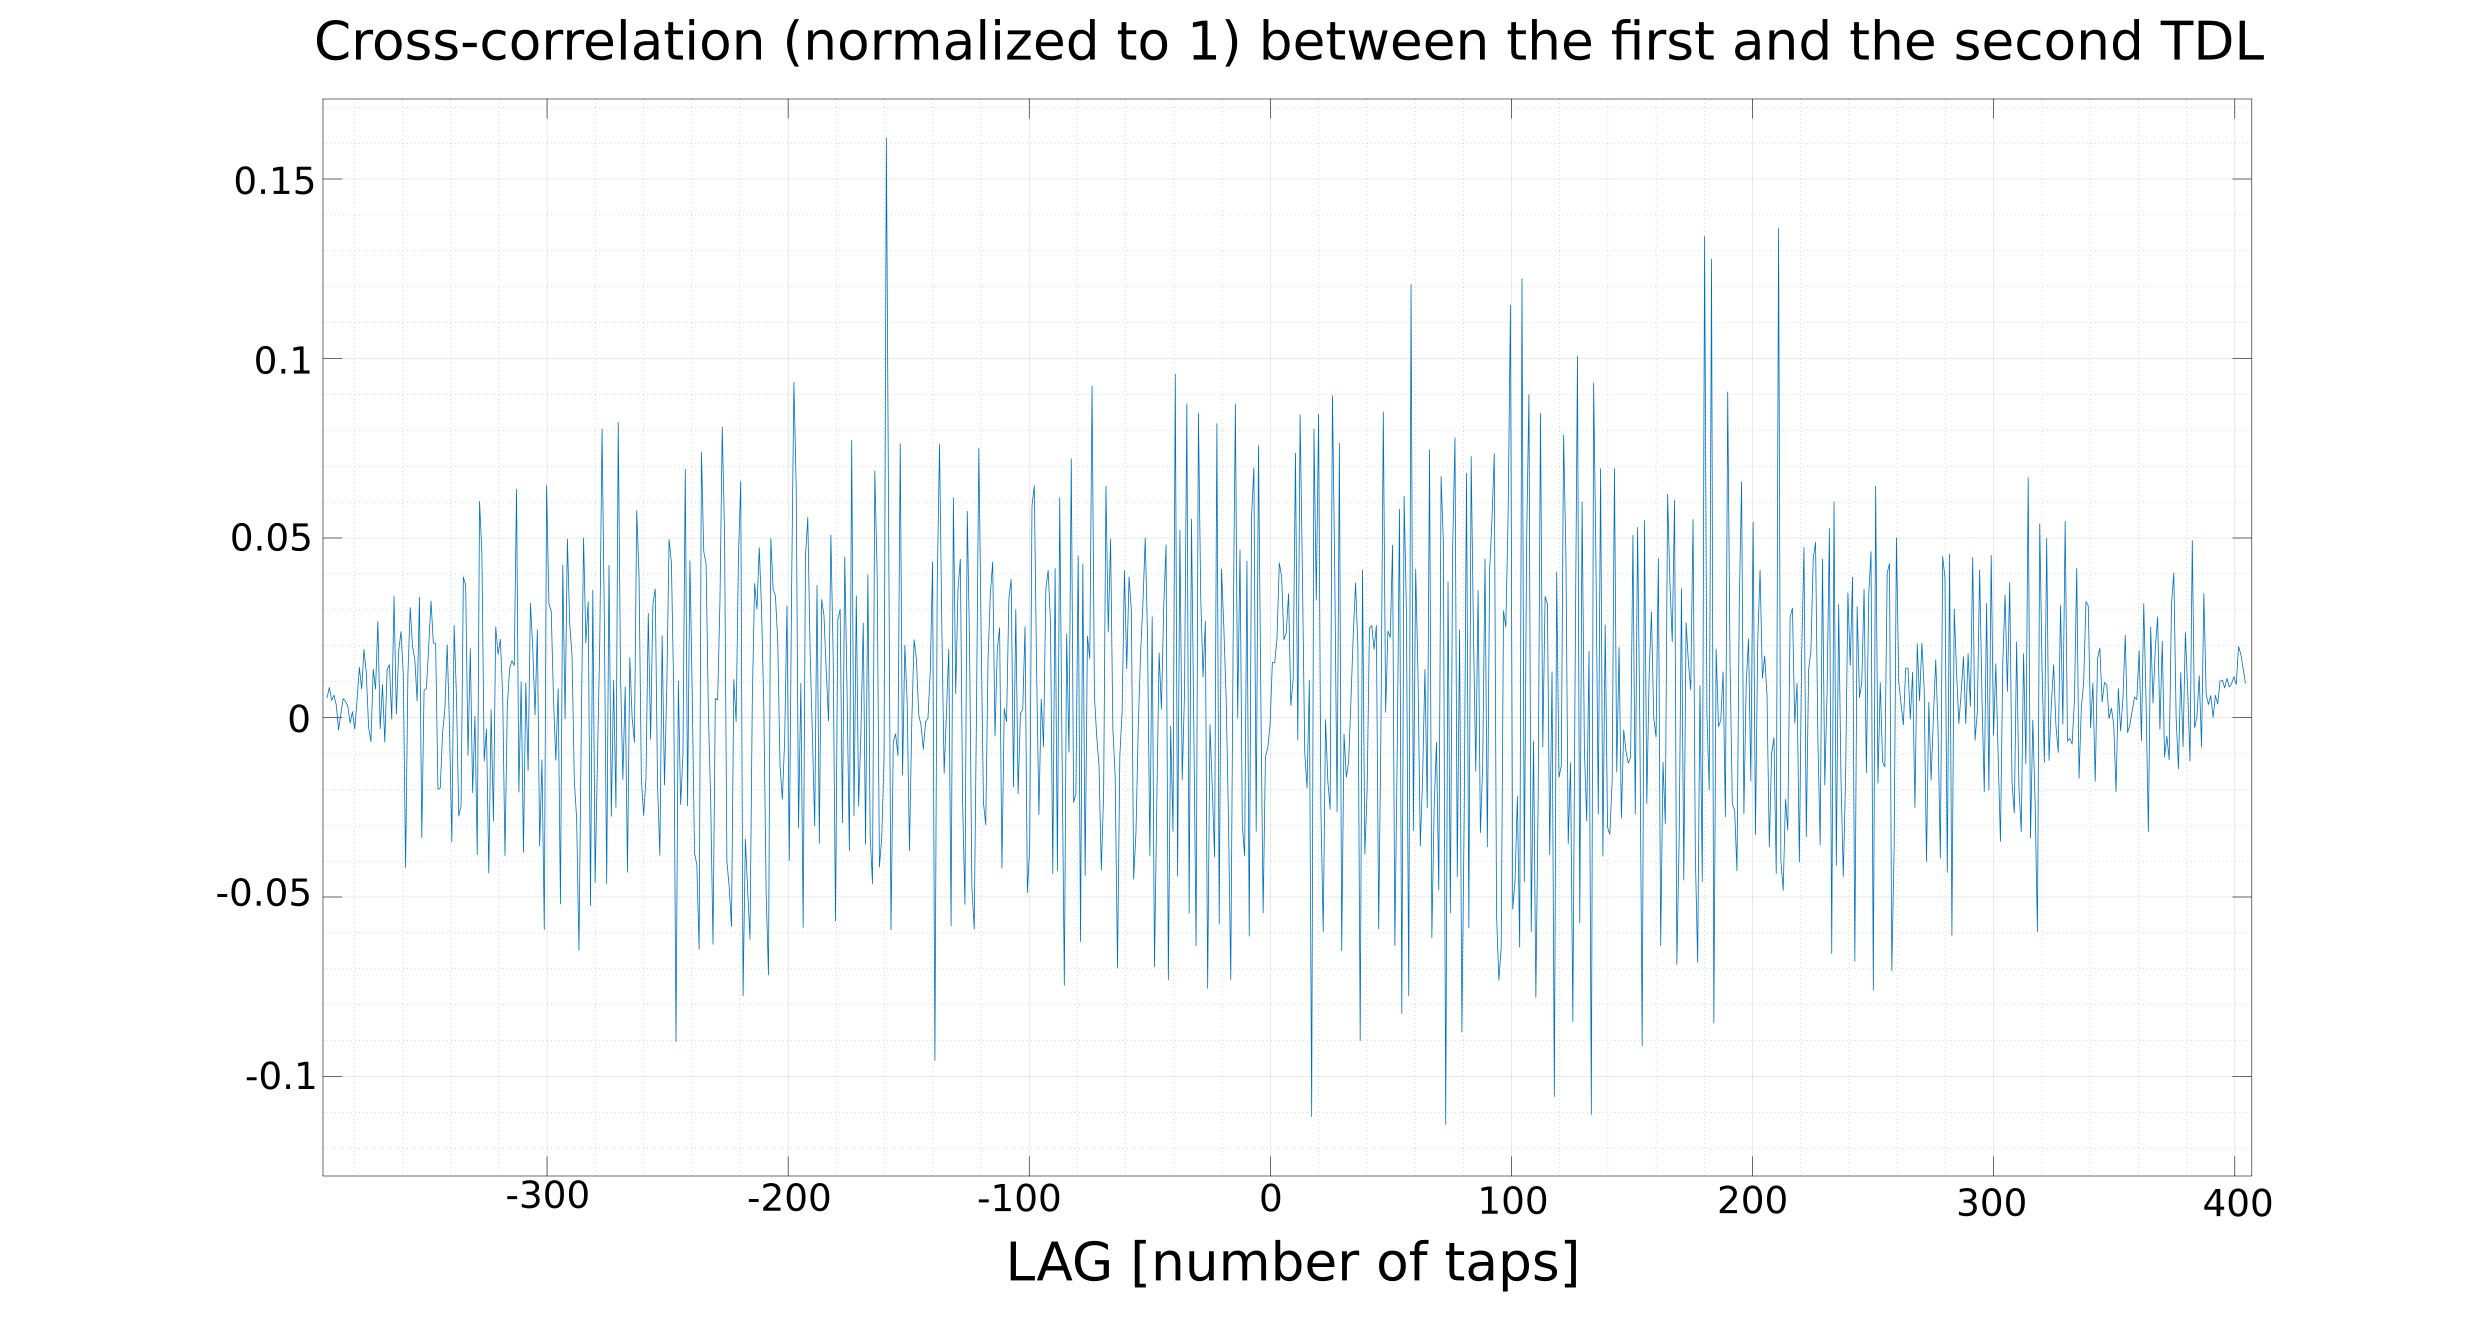 Cross-correlation (normalized to 1) between the first and the second TDL
0.15
0.1
0.05
0
-0.05
-0.1
-300 -200 -100 0 100 200 300 400
LAG [number of taps]